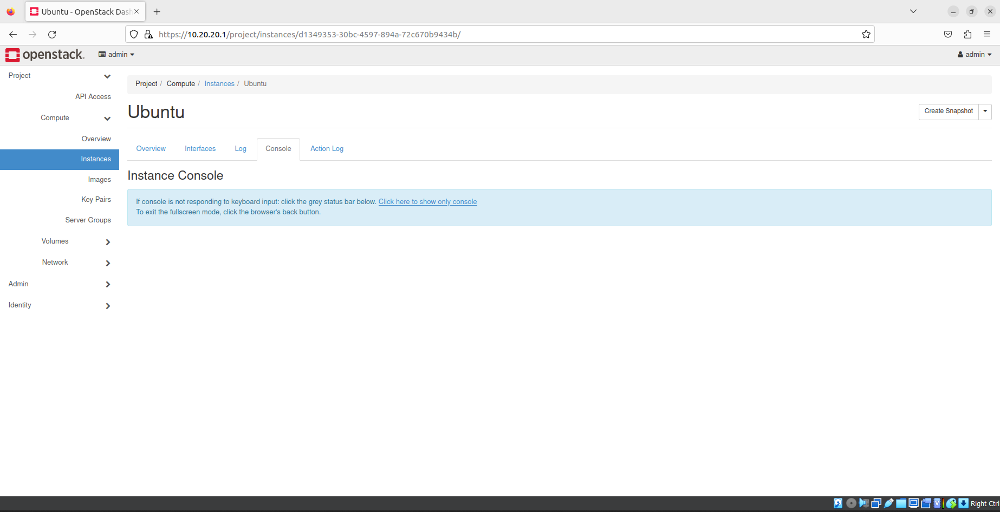 Ubuntu - OpenStack Dash
https://10.20.20.1/project/instances/d1349353-30bc-4597-894a-72c670b9434b/
openstack.
admin
admin
Project
API Access
Compute
Overview
Instances
Images
Key Pairs
Server Groups
Volumes
Network
Admin
Identity
Project / Compute / Instances / Ubuntu
Ubuntu
Create Snapshot
Overview
Interfaces
Log
Console
Action Log
Instance Console
If console is not responding to keyboard input: click the grey status bar below. Click here to show only console
To exit the fullscreen mode, click the browser's back button.
Right Ctrl